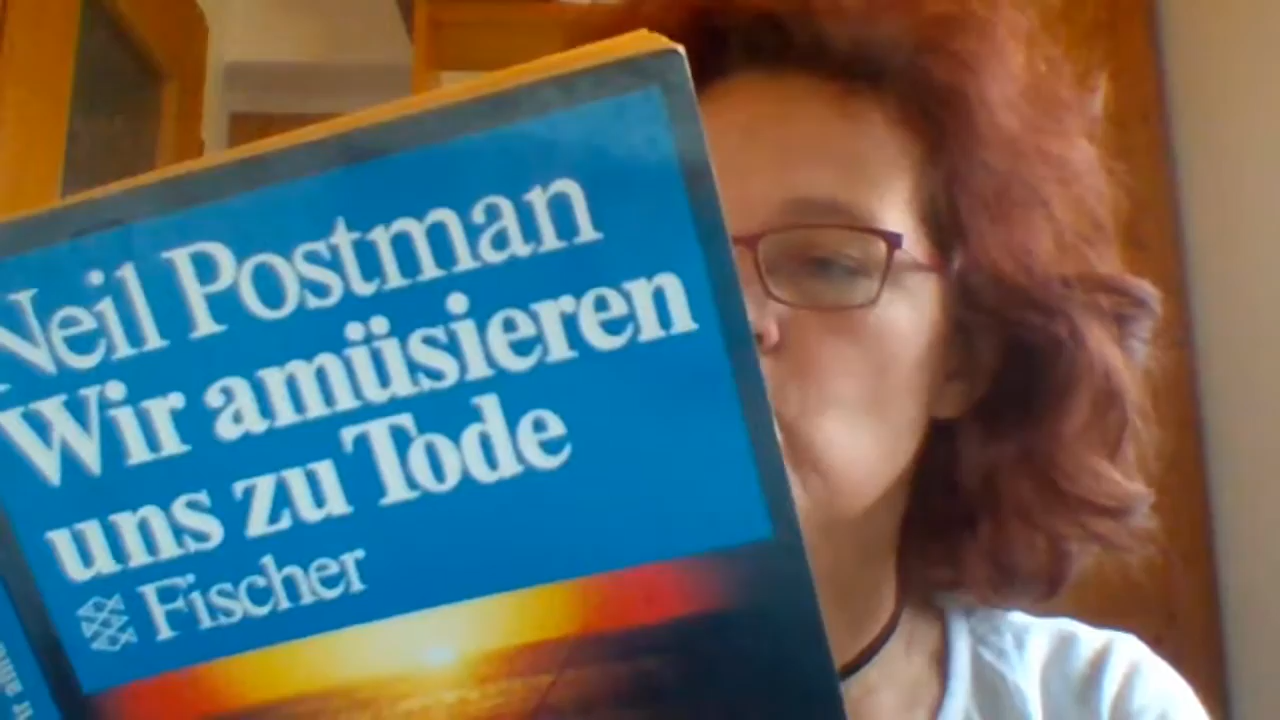 Neil Postman
Wir amüsieren
uns zu Tode
Fischer